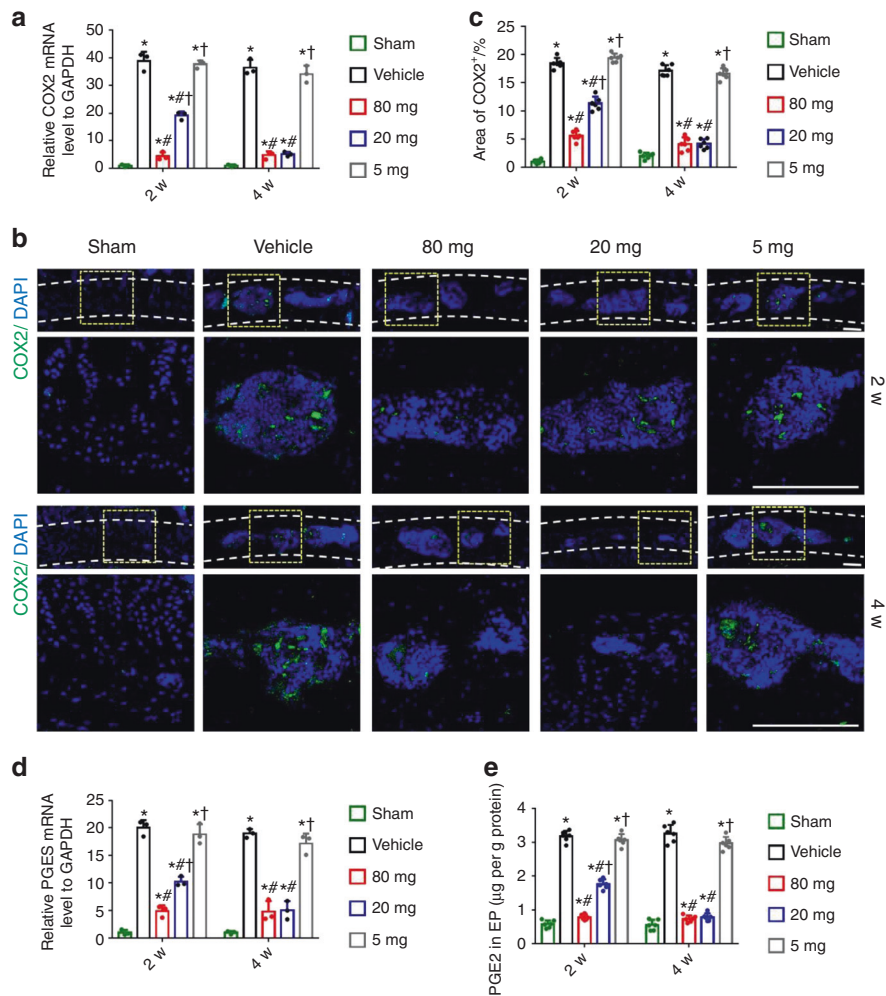 a
Relative COX2 mRNA
level to GAPDH
50
40
30
20
10
0
*
*#
*#†
*†
*
*#
*#
*†
2 w
4 w
Sham
Vehicle
80 mg
20 mg
5 mg
c
Area of COX2+/%
25
20
15
10
5
0
*
*#
*#†
*†
*
*#
*#
*†
2 w
4 w
Sham
Vehicle
80 mg
20 mg
5 mg
b
Sham
Vehicle
80 mg
20 mg
5 mg
COX2/ DAPI
2 w
COX2/ DAPI
4 w
d
Relative PGES mRNA
level to GAPDH
25
20
15
10
5
0
*
*#
*#†
*†
*
*#
*#
*†
2 w
4 w
Sham
Vehicle
80 mg
20 mg
5 mg
e
PGE2 in EP (μg per g protein)
4
3
2
1
0
*
*#
*#†
*†
*
*#
*#
*†
2 w
4 w
Sham
Vehicle
80 mg
20 mg
5 mg